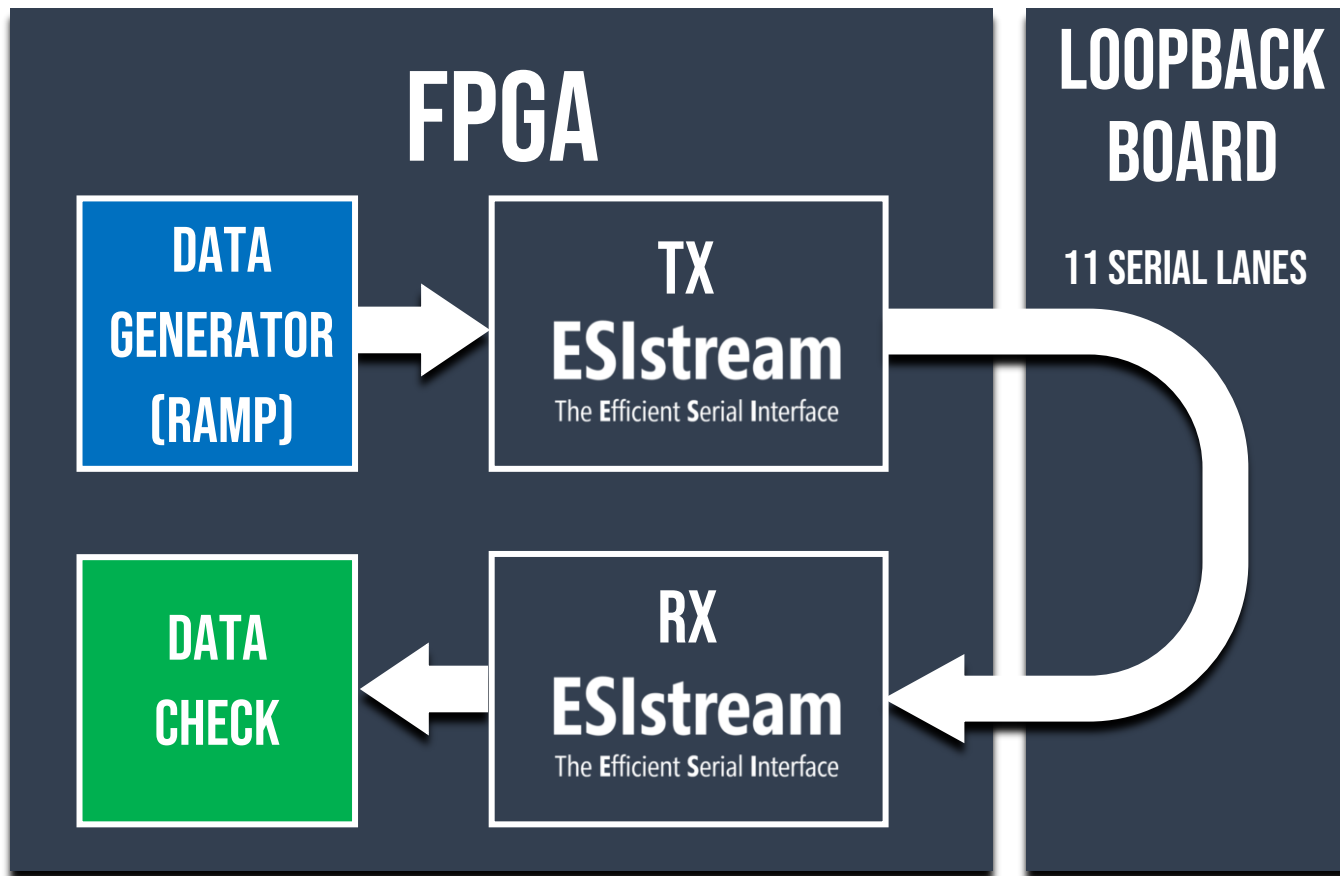 FPGA
LOOPBACK
BOARD
11 SERIAL LANES
DATA
GENERATOR
(RAMP)
TX
ESIstream
The Efficient Serial Interface
DATA
CHECK
RX
ESIstream
The Efficient Serial Interface